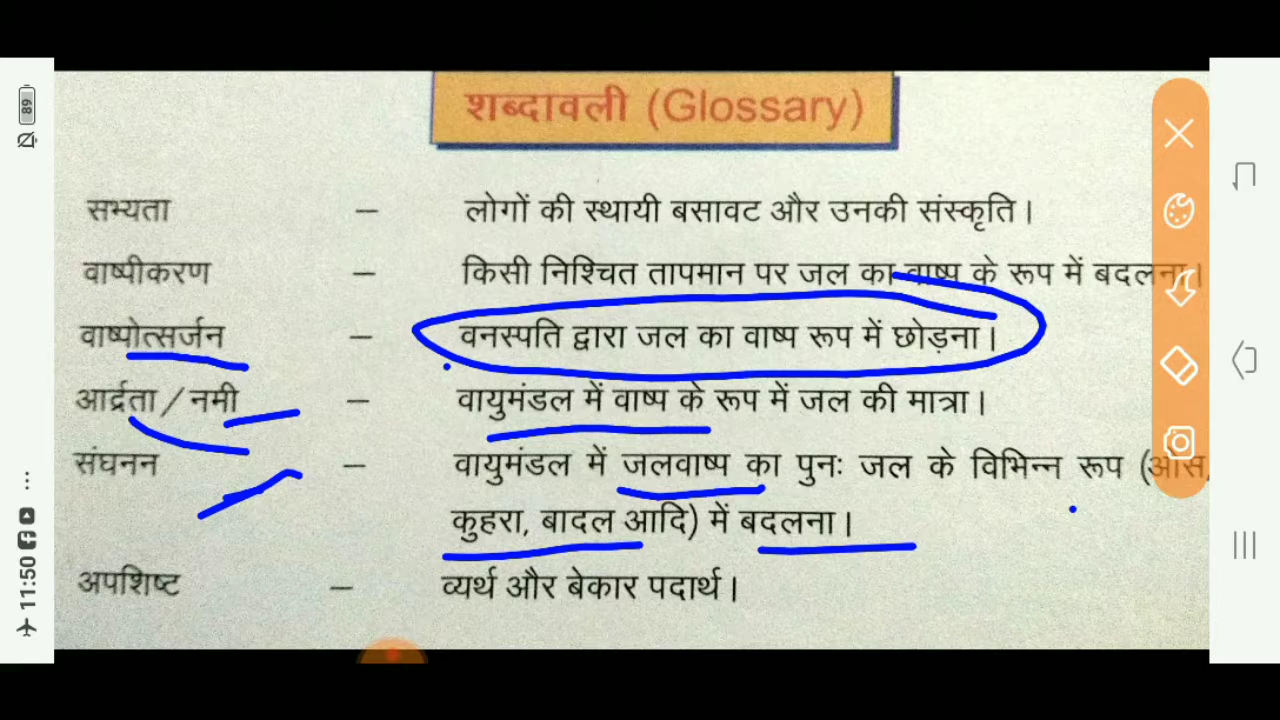 शब्दावली (Glossary)
सभ्यता – लोगों की स्थायी बसावट और उनकी संस्कृति।
वाष्पीकरण – किसी निश्चित तापमान पर जल का वाष्प के रूप में बदलना।
वाष्पोत्सर्जन – वनस्पति द्वारा जल का वाष्प रूप में छोड़ना।
आर्द्रता / नमी – वायुमंडल में वाष्प के रूप में जल की मात्रा।
संघनन – वायुमंडल में जलवाष्प का पुनः जल के विभिन्न रूप (ओस,
कुहरा, बादल आदि) में बदलना।
अपशिष्ट – व्यर्थ और बेकार पदार्थ।
11:50
89